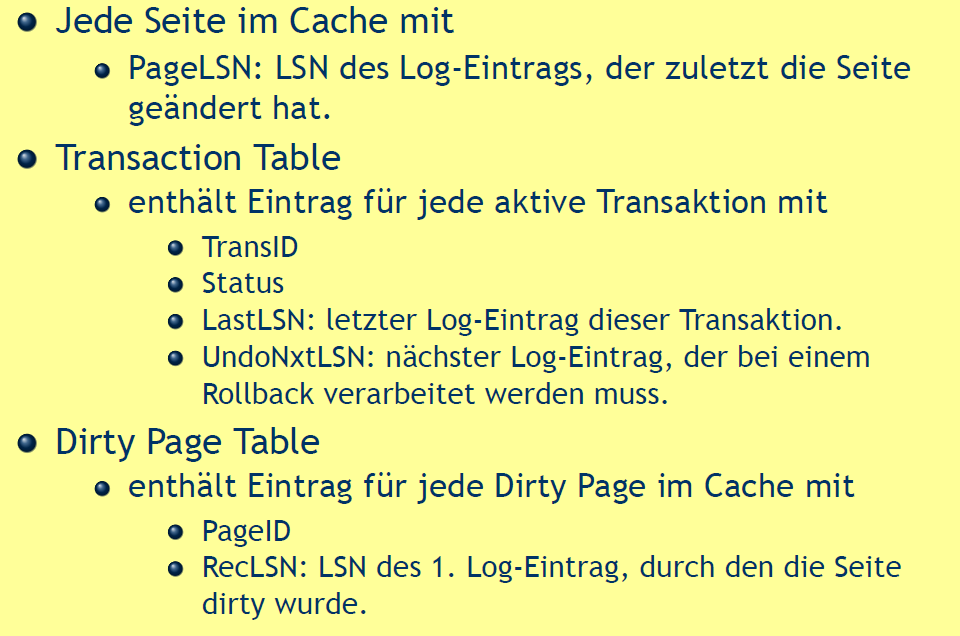 Jede Seite im Cache mit
PageLSN: LSN des Log-Eintrags, der zuletzt die Seite
geändert hat.
Transaction Table
enthält Eintrag für jede aktive Transaktion mit
TransID
Status
LastLSN: letzter Log-Eintrag dieser Transaktion.
UndoNxtLSN: nächster Log-Eintrag, der bei einem
Rollback verarbeitet werden muss.
Dirty Page Table
enthält Eintrag für jede Dirty Page im Cache mit
PageID
RecLSN: LSN des 1. Log-Eintrag, durch den die Seite
dirty wurde.